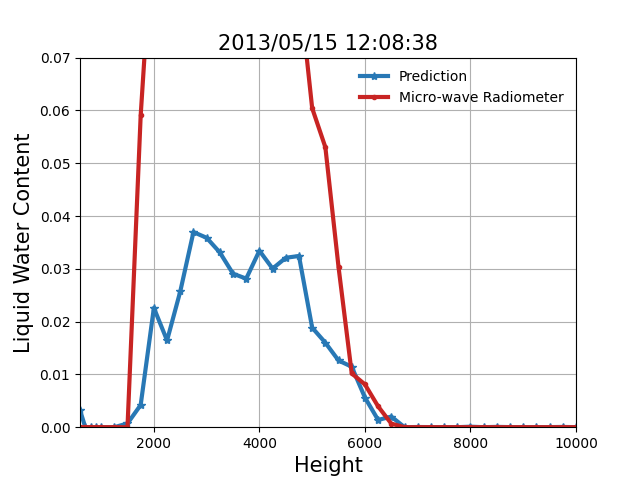 2013/05/15 12:08:38
0.07
0.06
0.05
0.04
0.03
0.02
0.01
0.00
Liquid Water Content
Prediction
Micro-wave Radiometer
2000 4000 6000 8000 10000
Height